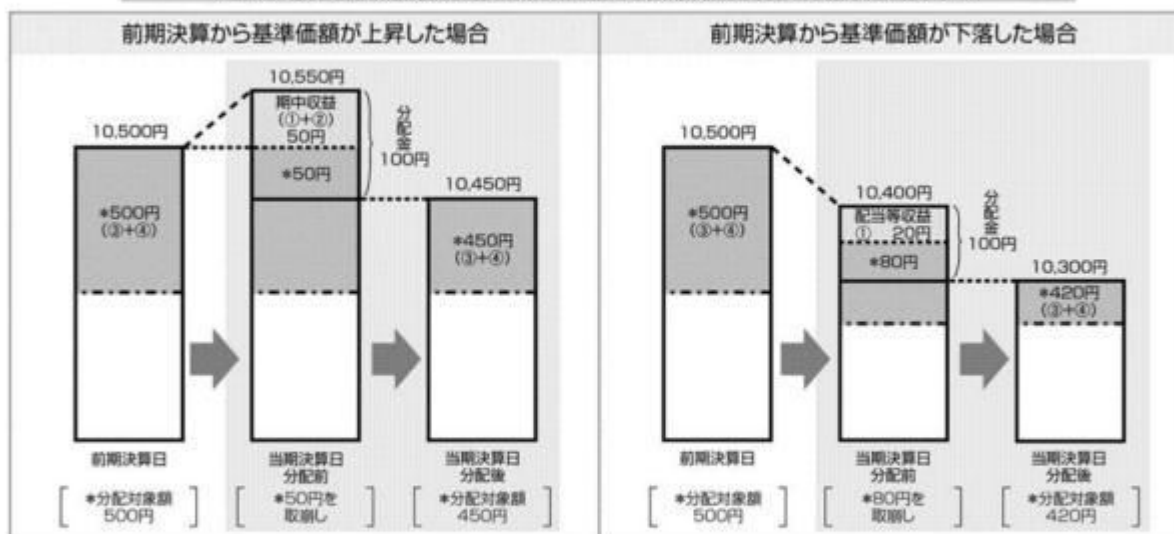 前期決算から基準価額が上昇した場合
10,550円
期中収益
(①+②)
50円
分配金
100円
10,500円
*50円
10,450円
*500円
(③+④)
*450円
(③+④)
前期決算日
当期決算日
分配前
当期決算日
分配後
*分配対象額
500円
*50円を
取崩し
*分配対象額
450円
前期決算から基準価額が下落した場合
10,500円
10,400円
配当等収益
① 20円
分配金
100円
*500円
(③+④)
*80円
10,300円
*420円
(③+④)
前期決算日
当期決算日
分配前
当期決算日
分配後
*分配対象額
500円
*80円を
取崩し
*分配対象額
420円